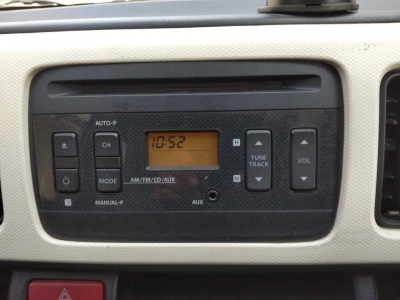 AUTO-P
10:52
CH
H
TUNE
TRACK
VOL
MODE
AM/FM/CD/AUX
M
MANUAL-P
AUX